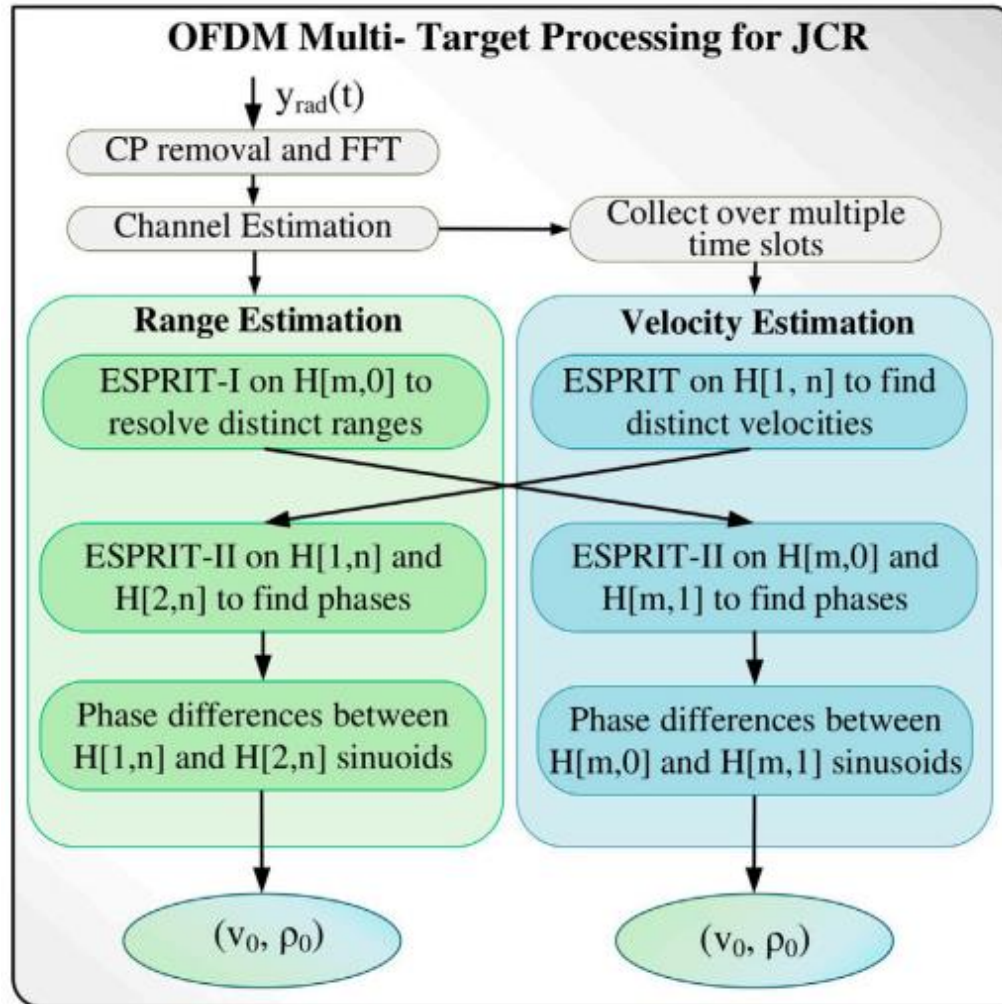 OFDM Multi- Target Processing for JCR
y_rad(t)
CP removal and FFT
Channel Estimation
Collect over multiple
time slots
Range Estimation
ESPRIT-I on H[m,0] to
resolve distinct ranges
ESPRIT-II on H[1,n] and
H[2,n] to find phases
Phase differences between
H[1,n] and H[2,n] sinuoids
(v₀, ρ₀)
Velocity Estimation
ESPRIT on H[1, n] to find
distinct velocities
ESPRIT-II on H[m,0] and
H[m,1] to find phases
Phase differences between
H[m,0] and H[m,1] sinusoids
(v₀, ρ₀)